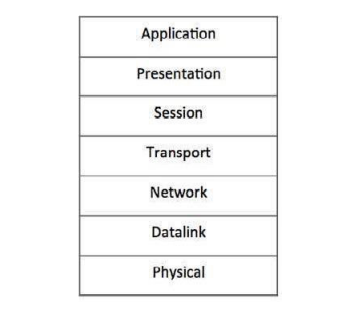 Application
Presentation
Session
Transport
Network
Datalink
Physical